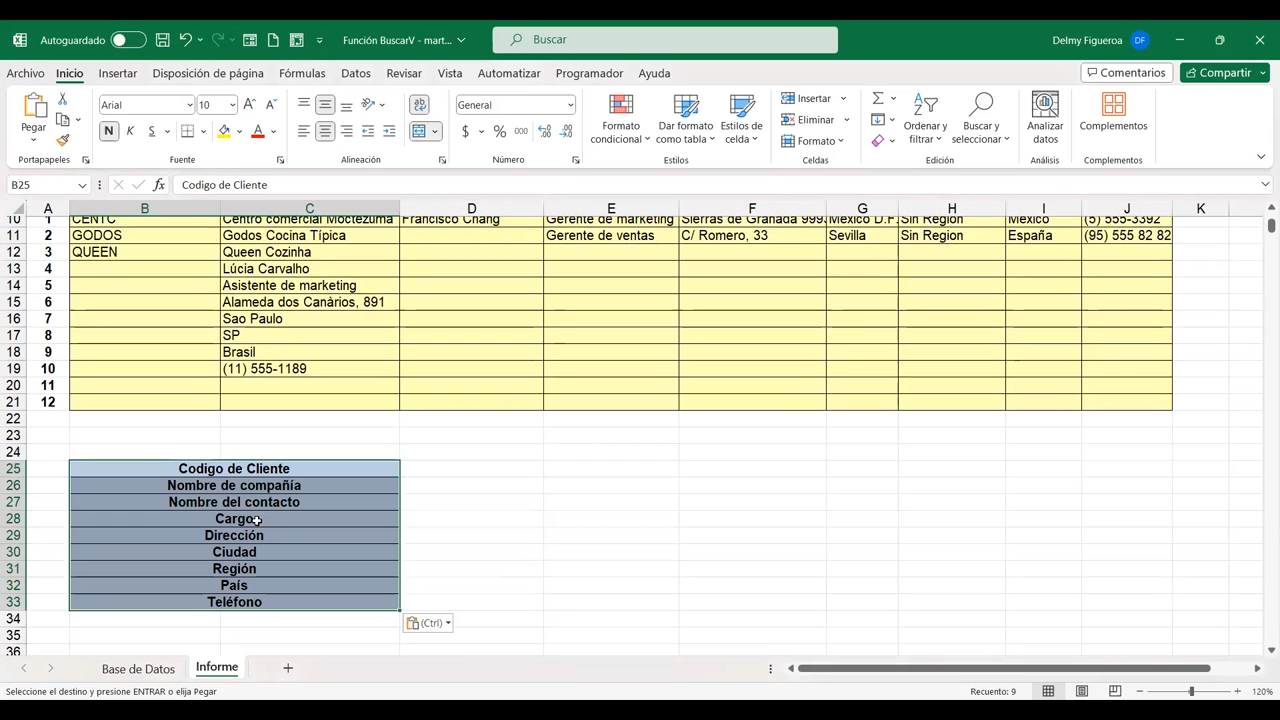 Autoguardado
Función BuscarV - mart...
Buscar
Delmy Figueroa
DF
Archivo Inicio Insertar Disposición de página Fórmulas Datos Revisar Vista Automatizar Programador Ayuda
Comentarios
Compartir
Pegar
Portapapeles
Arial
10
N K S
Fuente
Alineación
General
$ % 000
Número
Formato condicional
Dar formato como tabla
Estilos de celda
Estilos
Insertar
Eliminar
Formato
Celdas
Ordenar y filtrar
Buscar y seleccionar
Edición
Analizar datos
Análisis
Complementos
Complementos
B25
fx
Codigo de Cliente
A B C D E F G H I J K
10 1 CENTC Centro comercial Moctezuma Francisco Chang Gerente de marketing Sierras de Granada 9993 México D.F. Sin Region México (5) 555-3392
11 2 GODOS Godos Cocina Típica Gerente de ventas C/ Romero, 33 Sevilla Sin Region España (95) 555 82 82
12 3 QUEEN Queen Cozinha
13 4 Lúcia Carvalho
14 5 Asistente de marketing
15 6 Alameda dos Canàrios, 891
16 7 Sao Paulo
17 8 SP
18 9 Brasil
19 10 (11) 555-1189
20 11
21 12
22
23
24
25 Codigo de Cliente
26 Nombre de compañía
27 Nombre del contacto
28 Cargo
29 Dirección
30 Ciudad
31 Región
32 País
33 Teléfono
34 (Ctrl)
35
36
Base de Datos Informe
Seleccione el destino y presione ENTRAR o elija Pegar
Recuento: 9
120%